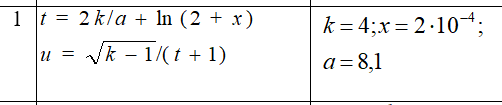 1 t = 2 k/a + ln (2 + x)
u = √k − 1/( t + 1)
k = 4; x = 2·10⁻⁴;
a = 8,1